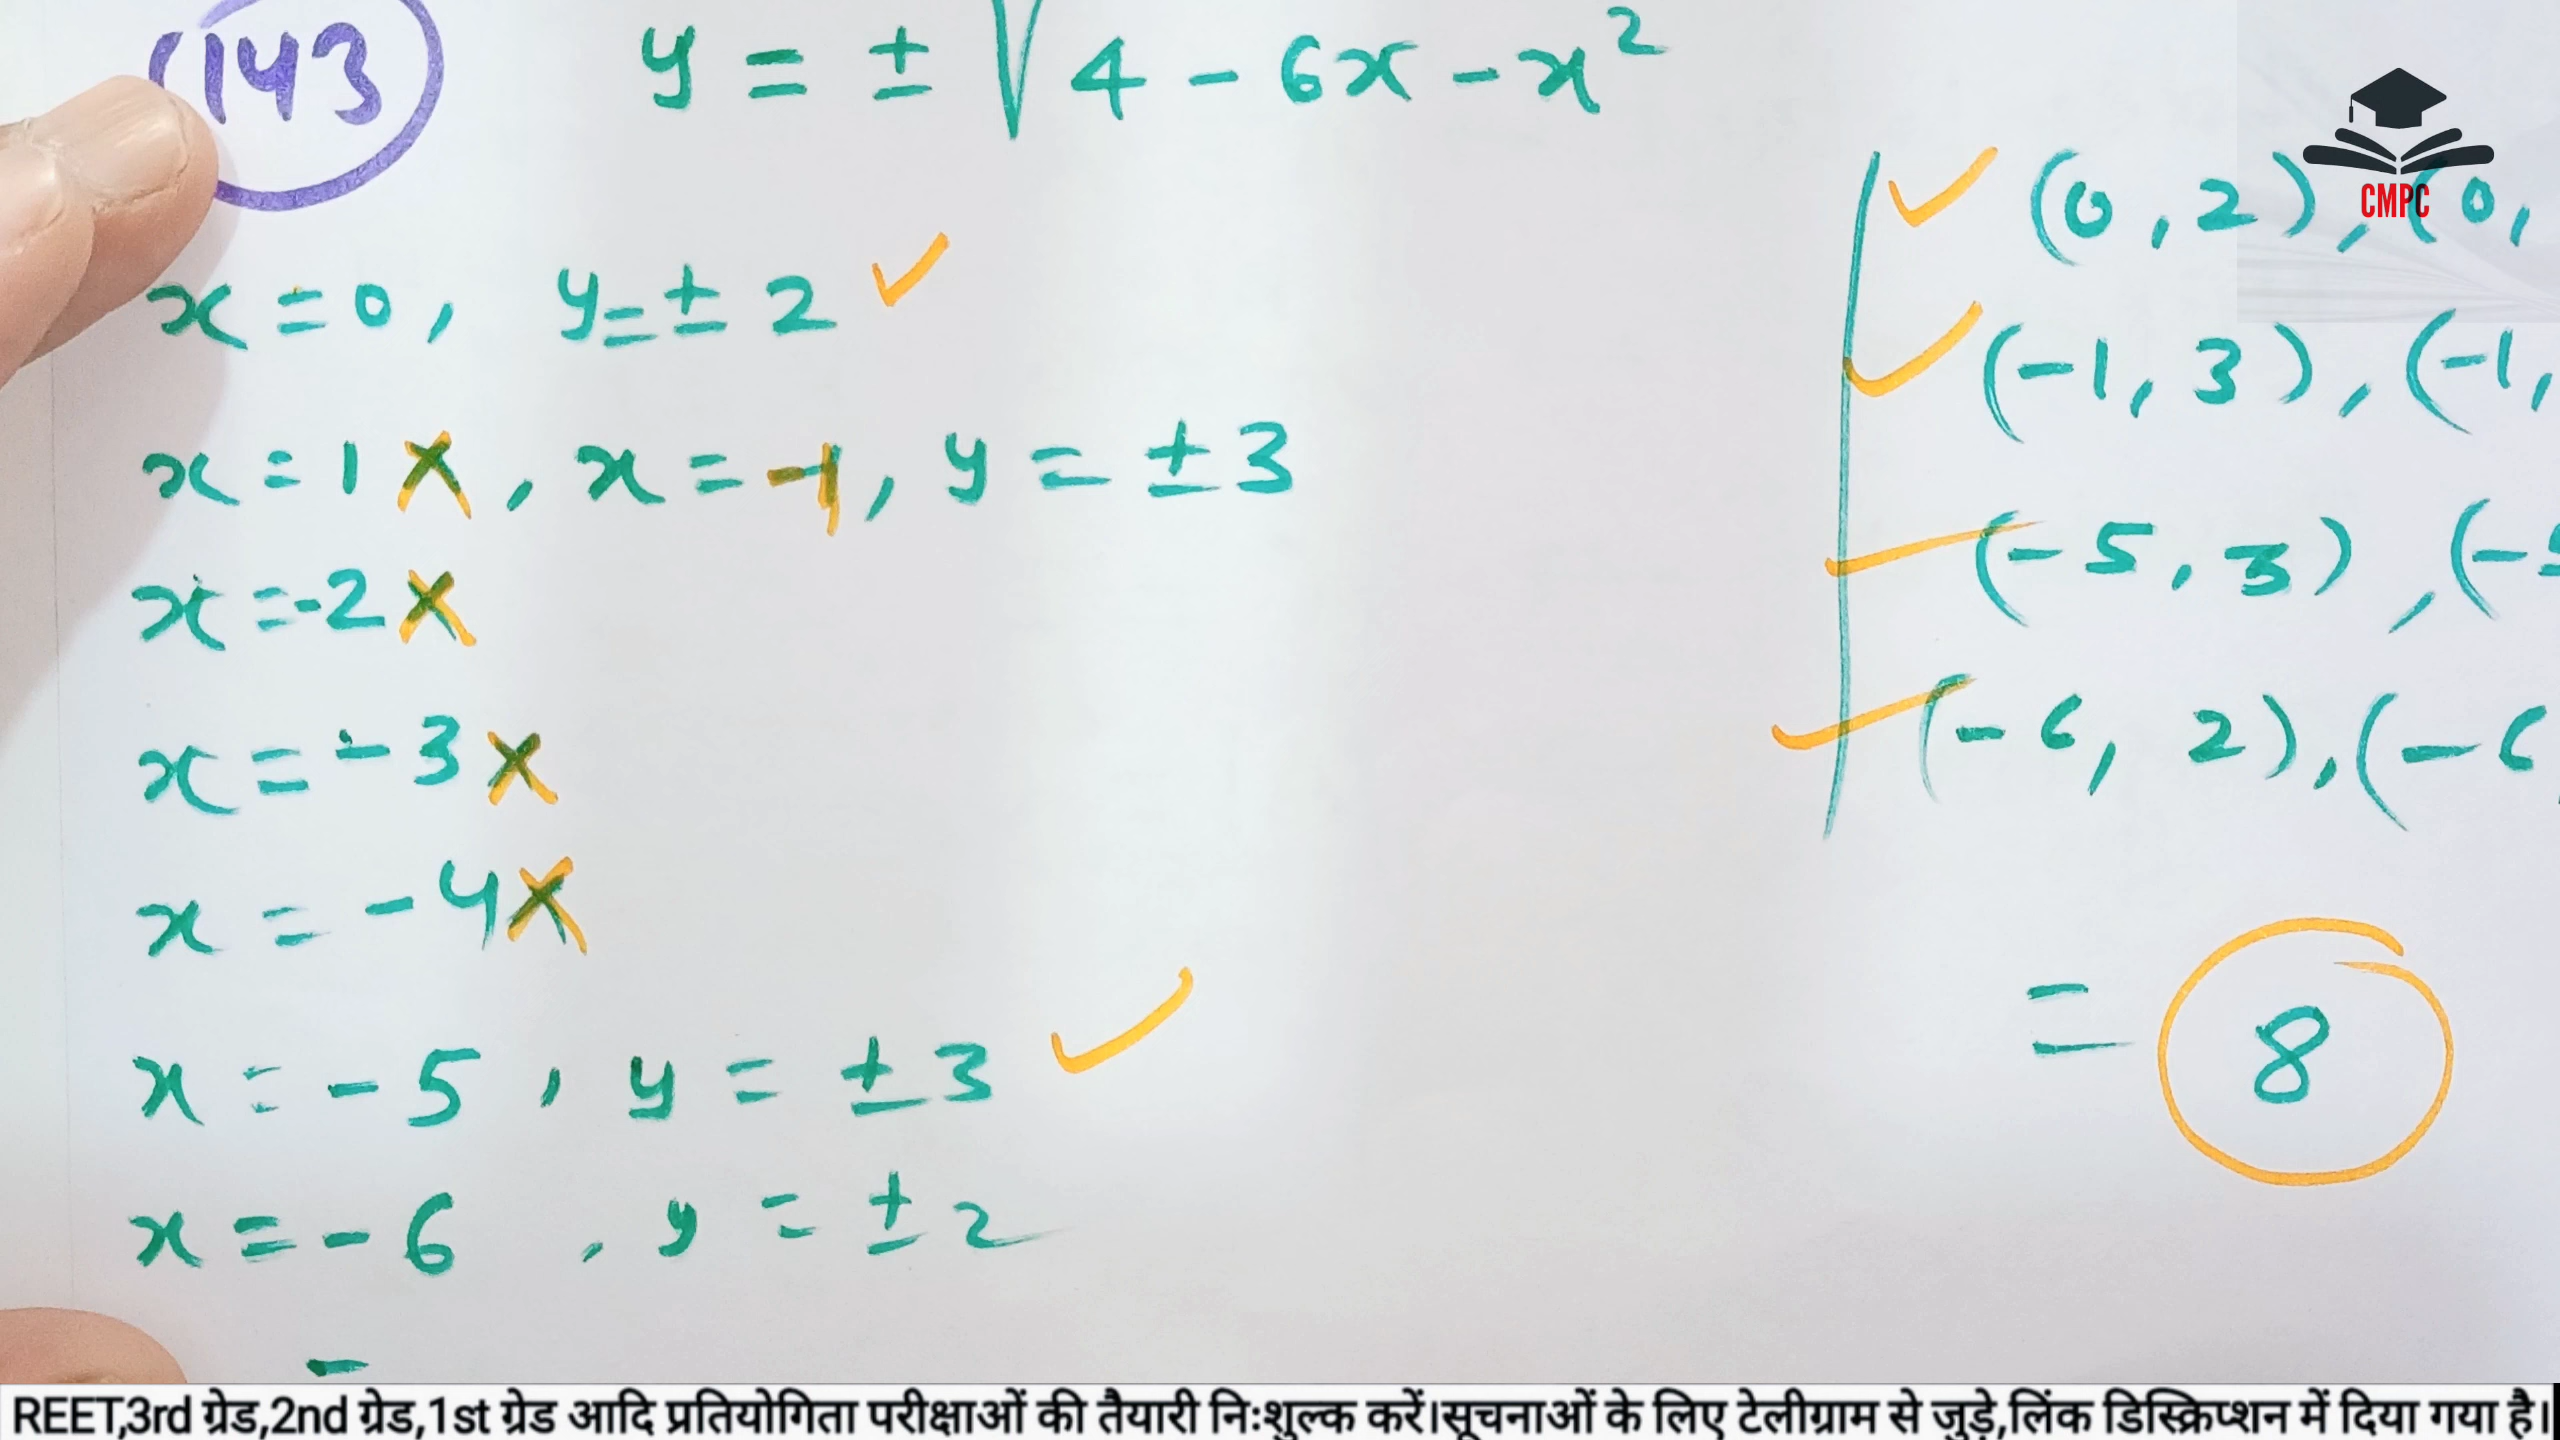 143
y = ± √ 4 - 6x - x²
x = 0, y = ± 2 ✓
x = 1 ×, x = -1, y = ± 3
x = -2 ×
x = - 3 ×
x = - 4 ×
x = - 5, y = ± 3 ✓
x = - 6, y = ± 2
-
✓ (0, 2), (0,
✓ (-1, 3), (-1,
✓ (-5, 3), (-5
✓ (-6, 2), (-6,
= 8
CMPC
REET,3rd ग्रेड,2nd ग्रेड,1st ग्रेड आदि प्रतियोगिता परीक्षाओं की तैयारी निःशुल्क करें।सूचनाओं के लिए टेलीग्राम से जुड़े,लिंक डिस्क्रिप्शन में दिया गया है।